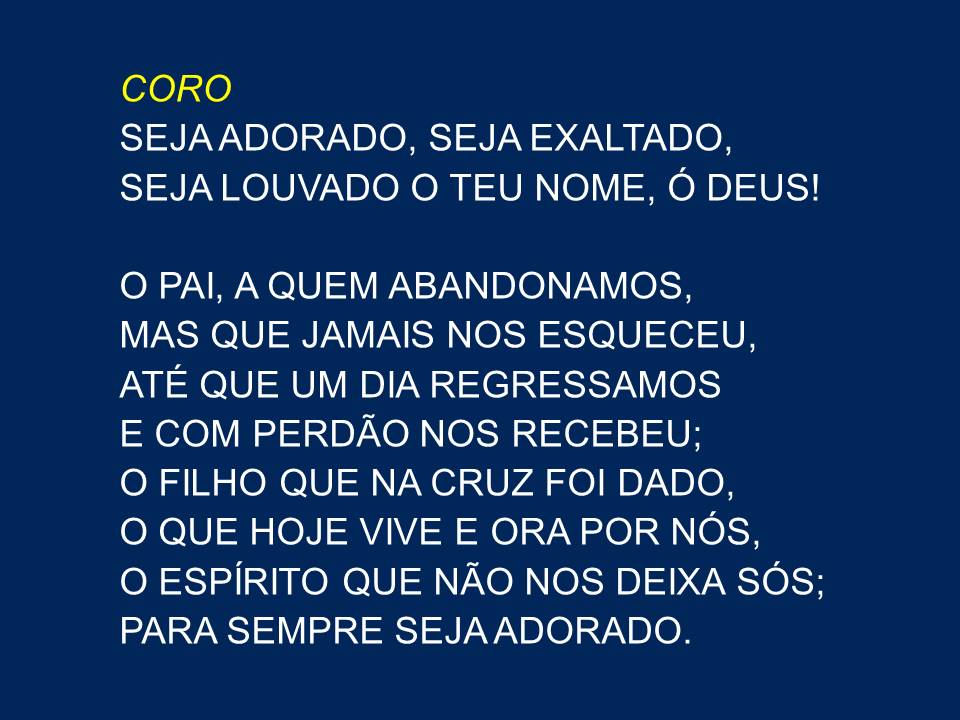 CORO
SEJA ADORADO, SEJA EXALTADO,
SEJA LOUVADO O TEU NOME, Ó DEUS!
O PAI, A QUEM ABANDONAMOS,
MAS QUE JAMAIS NOS ESQUECEU,
ATÉ QUE UM DIA REGRESSAMOS
E COM PERDÃO NOS RECEBEU;
O FILHO QUE NA CRUZ FOI DADO,
O QUE HOJE VIVE E ORA POR NÓS,
O ESPÍRITO QUE NÃO NOS DEIXA SÓS;
PARA SEMPRE SEJA ADORADO.